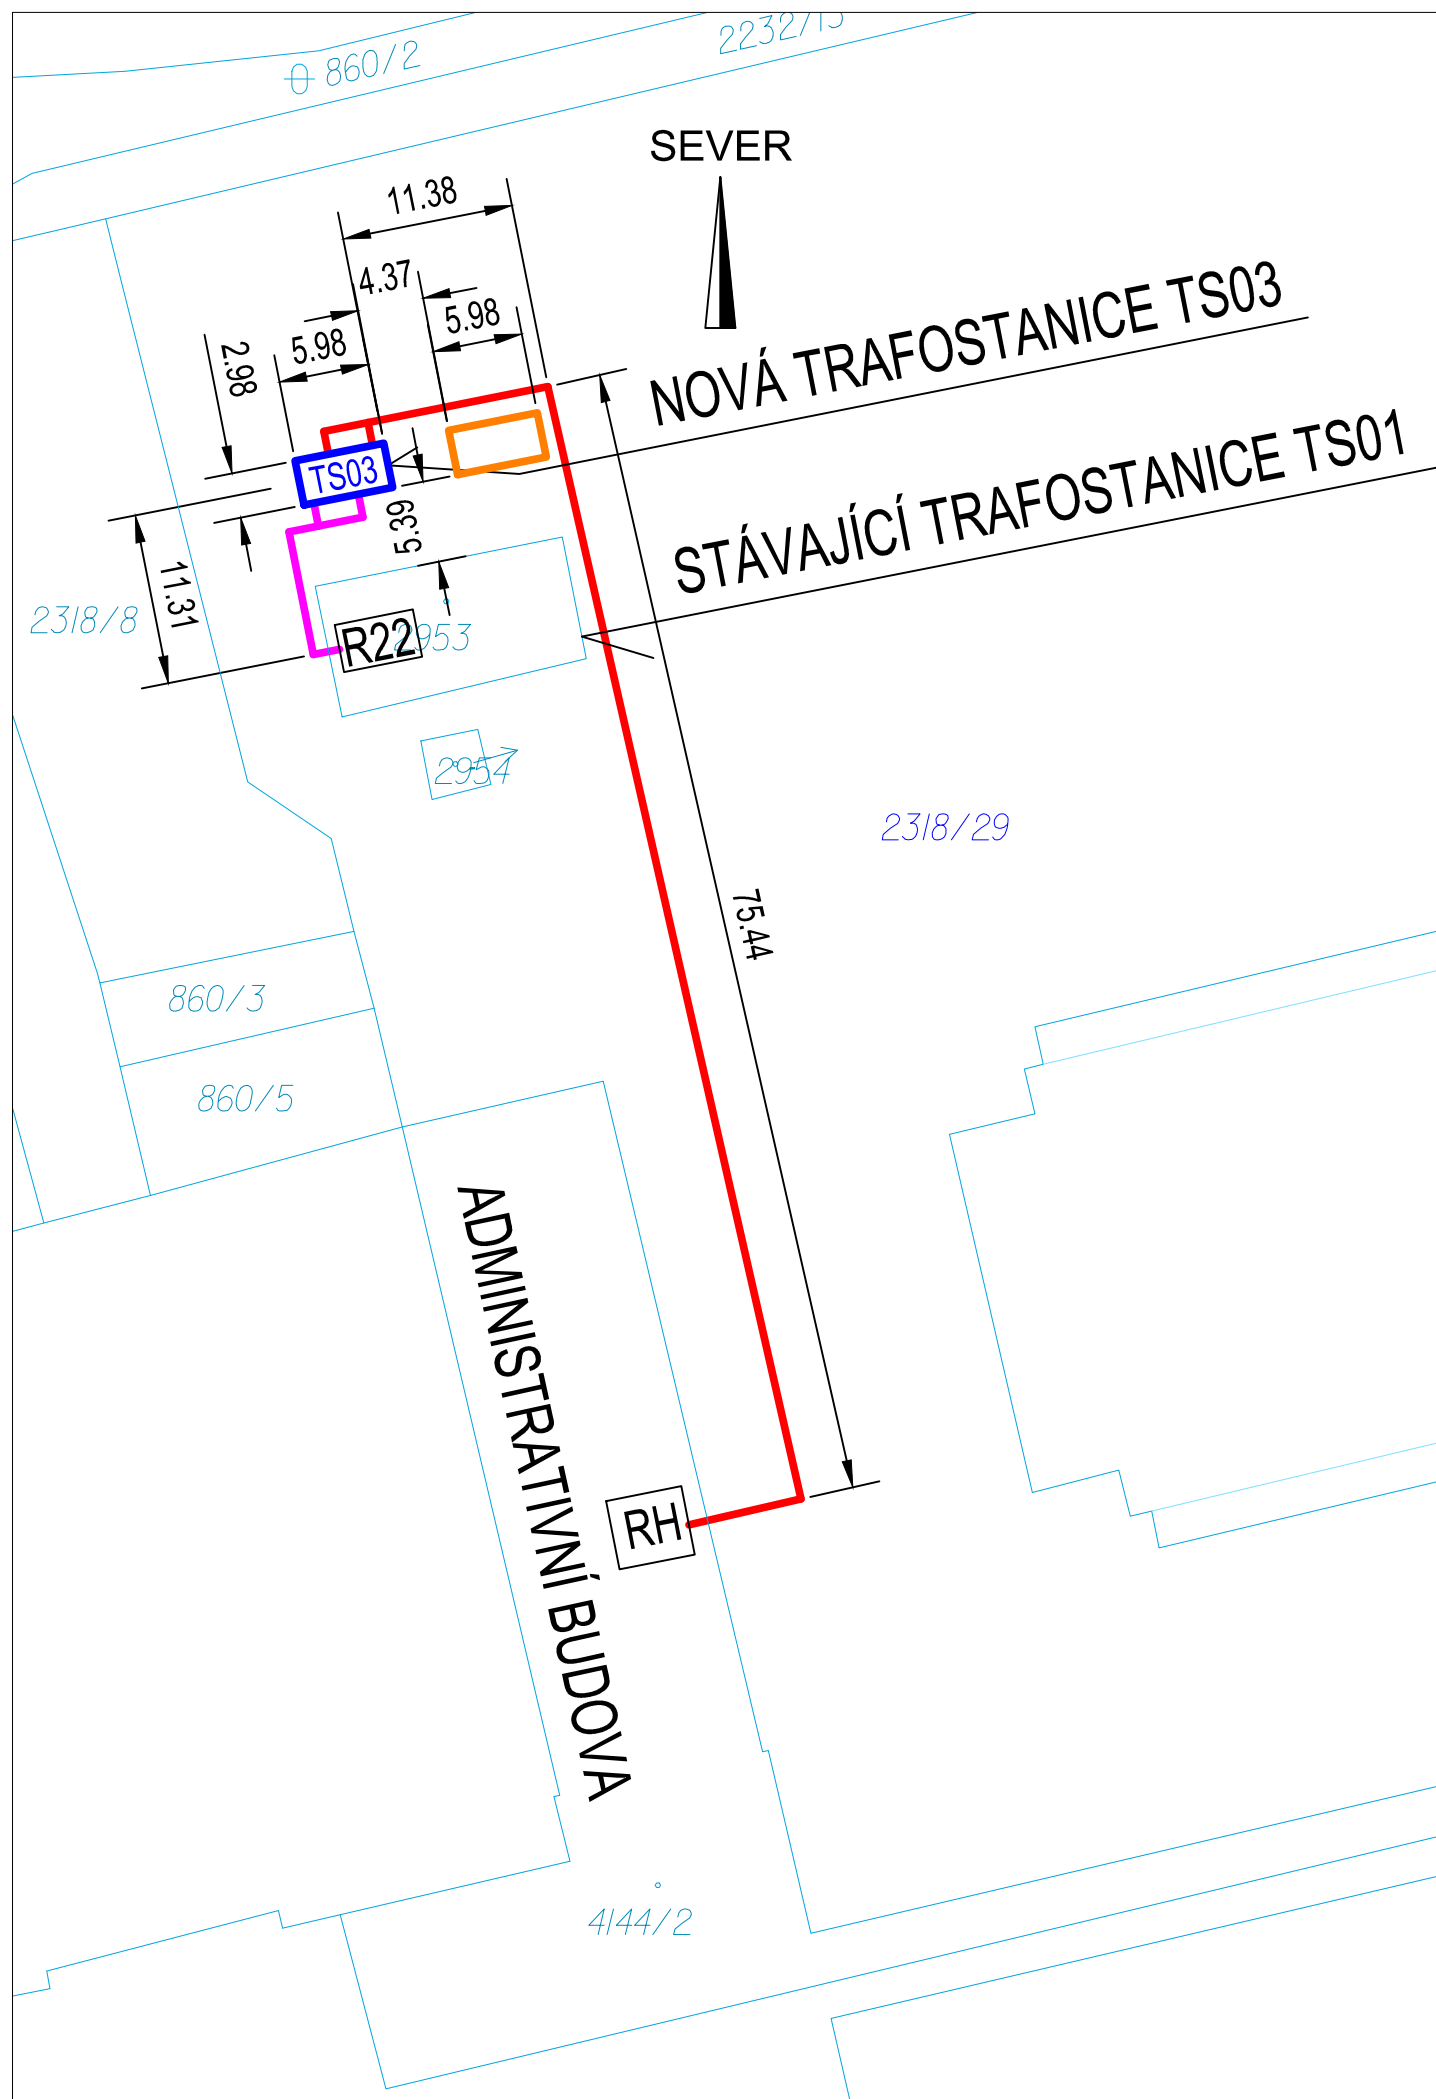 860/2
2232/13
SEVER
11.38
4.37
5.98
5.98
2.98
NOVÁ TRAFOSTANICE TS03
STÁVAJÍCÍ TRAFOSTANICE TS01
TS03
5.39
11.31
2318/8
R22
2953
2954
2318/29
75.44
860/3
860/5
ADMINISTRATIVNÍ BUDOVA
RH
4144/2